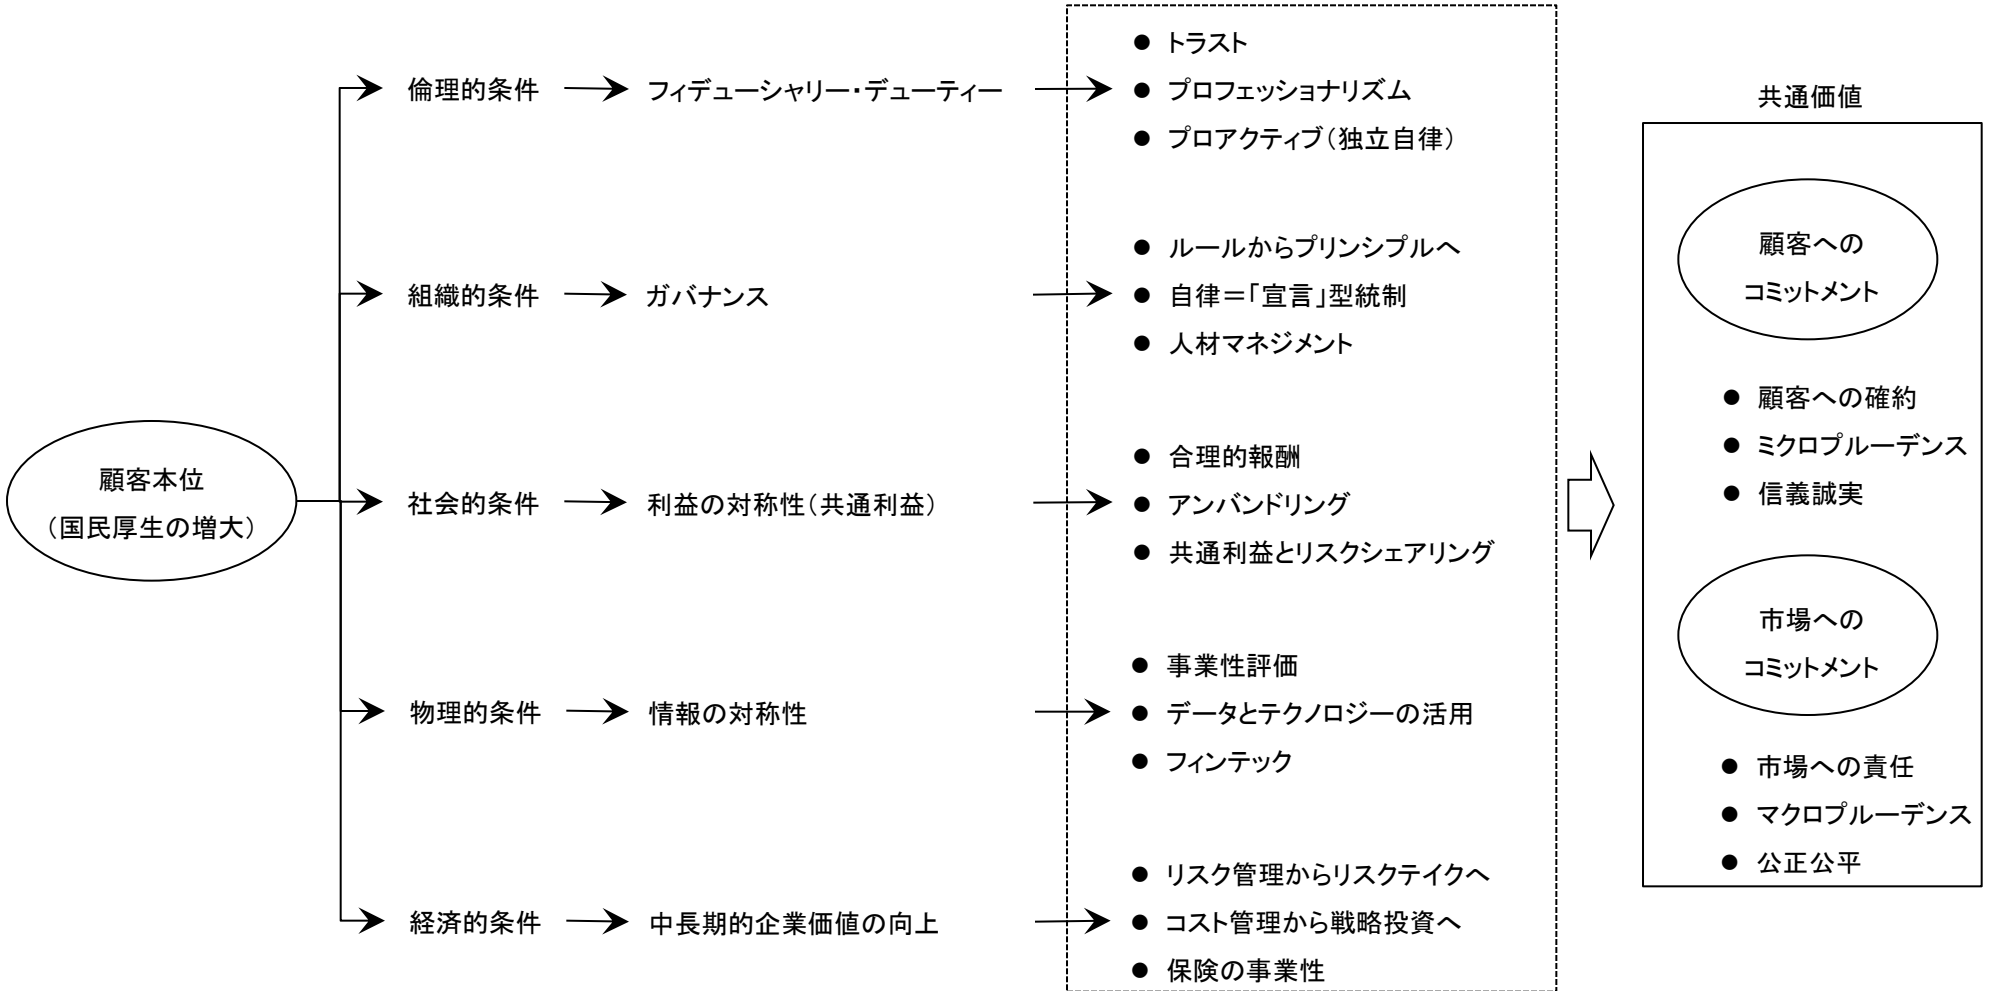 顧客本位
（国民厚生の増大）
倫理的条件
フィデューシャリー・デューティー
● トラスト
● プロフェッショナリズム
● プロアクティブ（独立自律）
組織的条件
ガバナンス
● ルールからプリンシプルへ
● 自律＝「宣言」型統制
● 人材マネジメント
社会的条件
利益の対称性（共通利益）
● 合理的報酬
● アンバンドリング
● 共通利益とリスクシェアリング
物理的条件
情報の対称性
● 事業性評価
● データとテクノロジーの活用
● フィンテック
経済的条件
中長期的企業価値の向上
● リスク管理からリスクテイクへ
● コスト管理から戦略投資へ
● 保険の事業性
共通価値
顧客への
コミットメント
● 顧客への確約
● ミクロプルーデンス
● 信義誠実
市場への
コミットメント
● 市場への責任
● マクロプルーデンス
● 公正公平